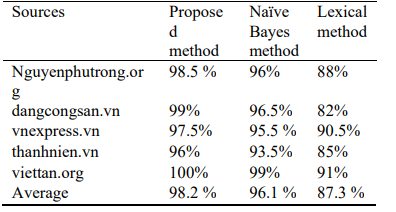 Sources Propose Naïve Lexical
d Bayes method
method method
Nguyenphutrong.or 98.5 % 96% 88%
g
dangcongsan.vn 99% 96.5% 82%
vnexpress.vn 97.5% 95.5 % 90.5%
thanhnien.vn 96% 93.5% 85%
viettan.org 100% 99% 91%
Average 98.2 % 96.1 % 87.3 %